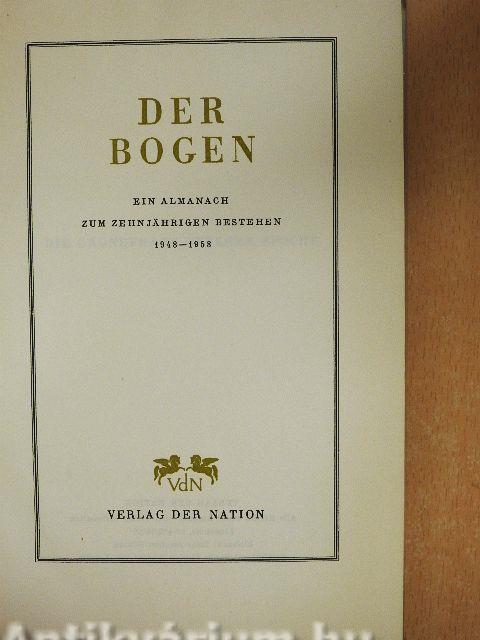 DER
BOGEN
EIN ALMANACH
ZUM ZEHNJÄHRIGEN BESTEHEN
1948–1958
VdN
VERLAG DER NATION
Antikvárium.hu